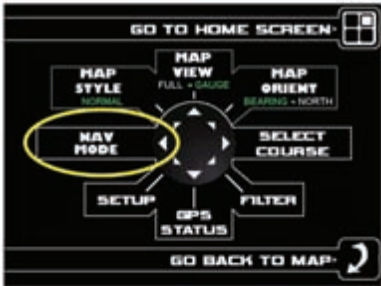 GO TO HOME SCREEN
MAP
VIEW
FULL + GAUGE
MAP
STYLE
NORMAL
MAP
ORIENT
BEARING + NORTH
NAV
MODE
SELECT
COURSE
SETUP
GPS
STATUS
FILTER
GO BACK TO MAP